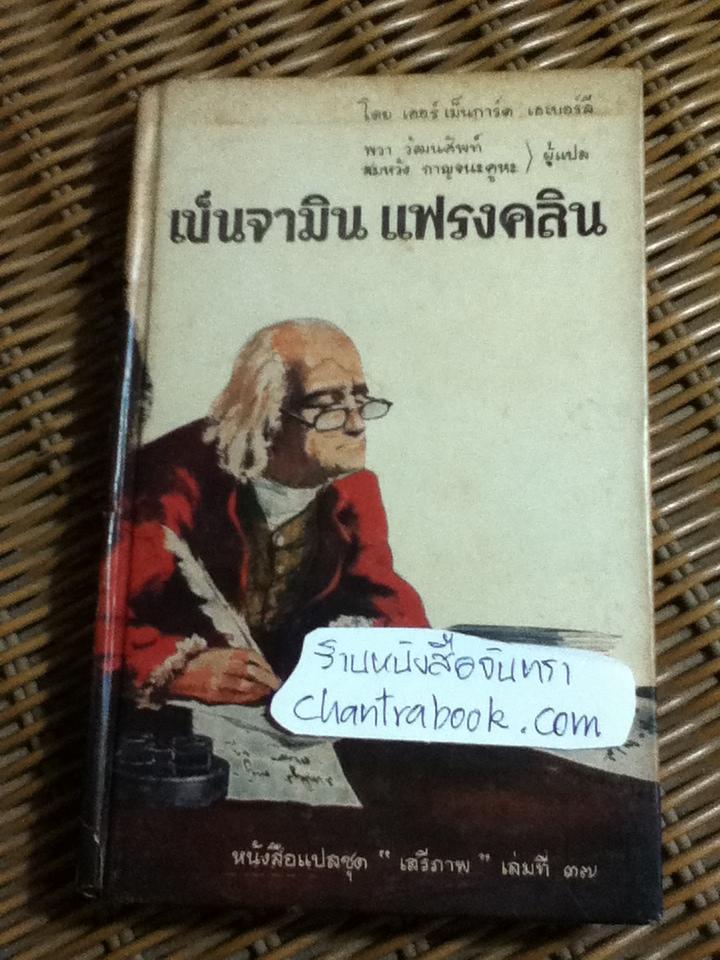 โดย เออร์เม็นการ์ด เอเบอร์ลี
พวา วัฒนศัพท์
สมหวัง กาญจนะคูหะ
ผู้แปล
เบ็นจามิน แฟรงคลิน
ร้านหนังสือจันทรา
chantrabook.com
หนังสือแปลชุด "เสรีภาพ" เล่มที่ ๓๗